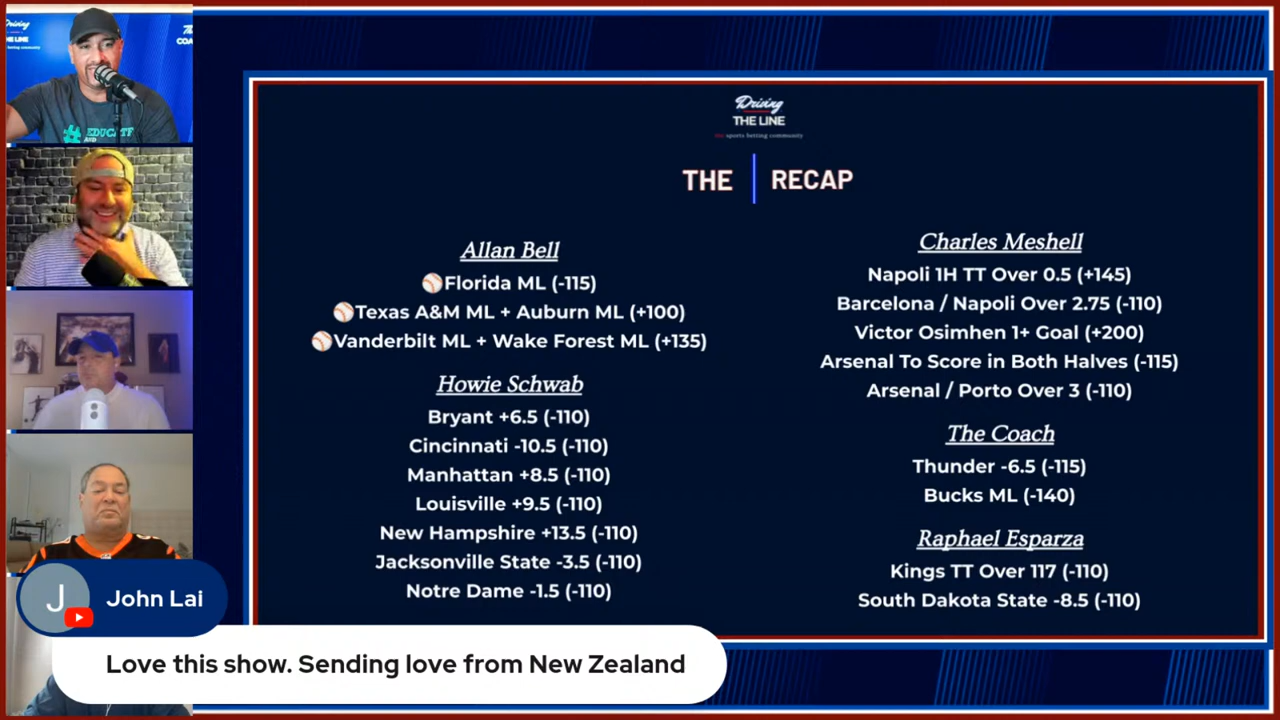 Driving
THE LINE
the sports betting community
THE | RECAP
Allan Bell
⚾Florida ML (-115)
⚾Texas A&M ML + Auburn ML (+100)
⚾Vanderbilt ML + Wake Forest ML (+135)
Howie Schwab
Bryant +6.5 (-110)
Cincinnati -10.5 (-110)
Manhattan +8.5 (-110)
Louisville +9.5 (-110)
New Hampshire +13.5 (-110)
Jacksonville State -3.5 (-110)
Notre Dame -1.5 (-110)
Charles Meshell
Napoli 1H TT Over 0.5 (+145)
Barcelona / Napoli Over 2.75 (-110)
Victor Osimhen 1+ Goal (+200)
Arsenal To Score in Both Halves (-115)
Arsenal / Porto Over 3 (-110)
The Coach
Thunder -6.5 (-115)
Bucks ML (-140)
Raphael Esparza
Kings TT Over 117 (-110)
South Dakota State -8.5 (-110)
J
John Lai
Love this show. Sending love from New Zealand